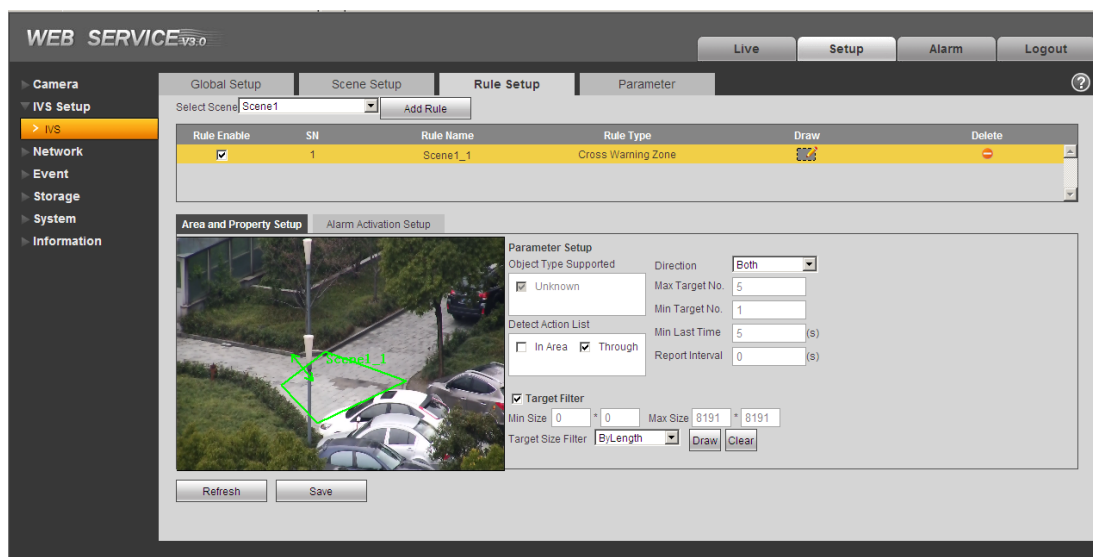 WEB SERVICE V3.0
Live Setup Alarm Logout
Camera
IVS Setup
> IVS
Network
Event
Storage
System
Information
Global Setup Scene Setup Rule Setup Parameter
?
Select Scene Scene1 Add Rule
Rule Enable SN Rule Name Rule Type Draw Delete
1 Scene1_1 Cross Warning Zone
Area and Property Setup Alarm Activation Setup
Scene1_1
Parameter Setup
Object Type Supported
Unknown
Detect Action List
In Area Through
Direction Both
Max Target No. 5
Min Target No. 1
Min Last Time 5 (s)
Report Interval 0 (s)
Target Filter
Min Size 0 * 0 Max Size 8191 * 8191
Target Size Filter ByLength Draw Clear
Refresh Save